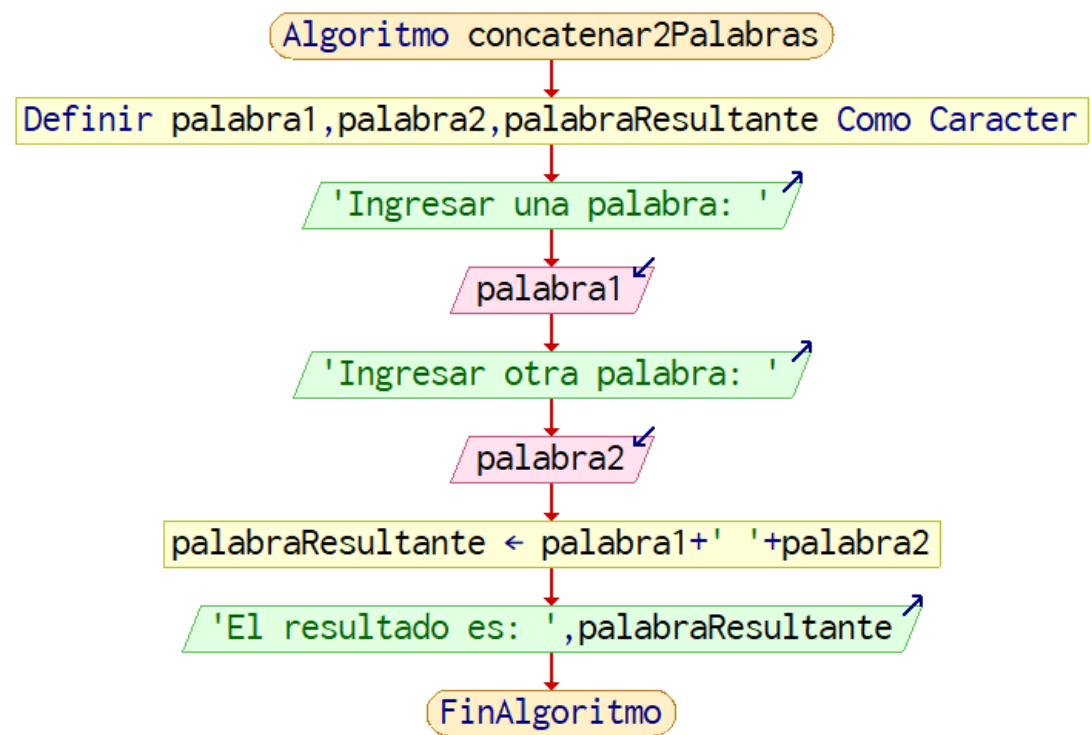 Algoritmo concatenar2Palabras
Definir palabra1,palabra2,palabraResultante Como Caracter
'Ingresar una palabra: '
palabra1
'Ingresar otra palabra: '
palabra2
palabraResultante ← palabra1+' '+palabra2
'El resultado es: ',palabraResultante
FinAlgoritmo